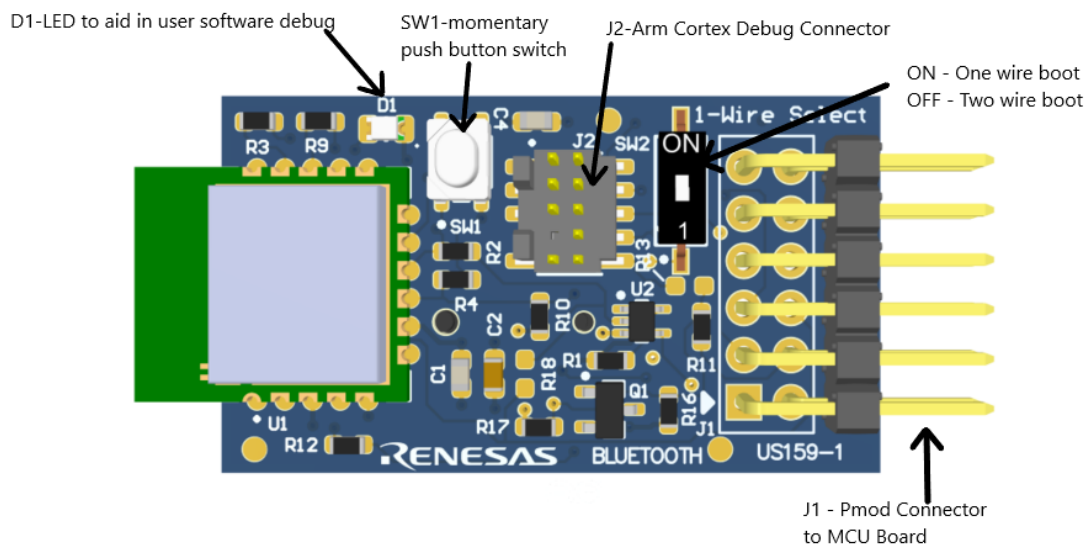 D1-LED to aid in user software debug
SW1-momentary
push button switch
J2-Arm Cortex Debug Connector
ON - One wire boot
OFF - Two wire boot
D1
C4
1-Wire Select
R3
R9
J2
SW2
ON
1
SW1
R2
R13
R4
U2
C2
R10
R11
C1
R18
R1
Q1
R16
U1
R17
J1
R12
RENESAS
BLUETOOTH
US159-1
J1 - Pmod Connector
to MCU Board